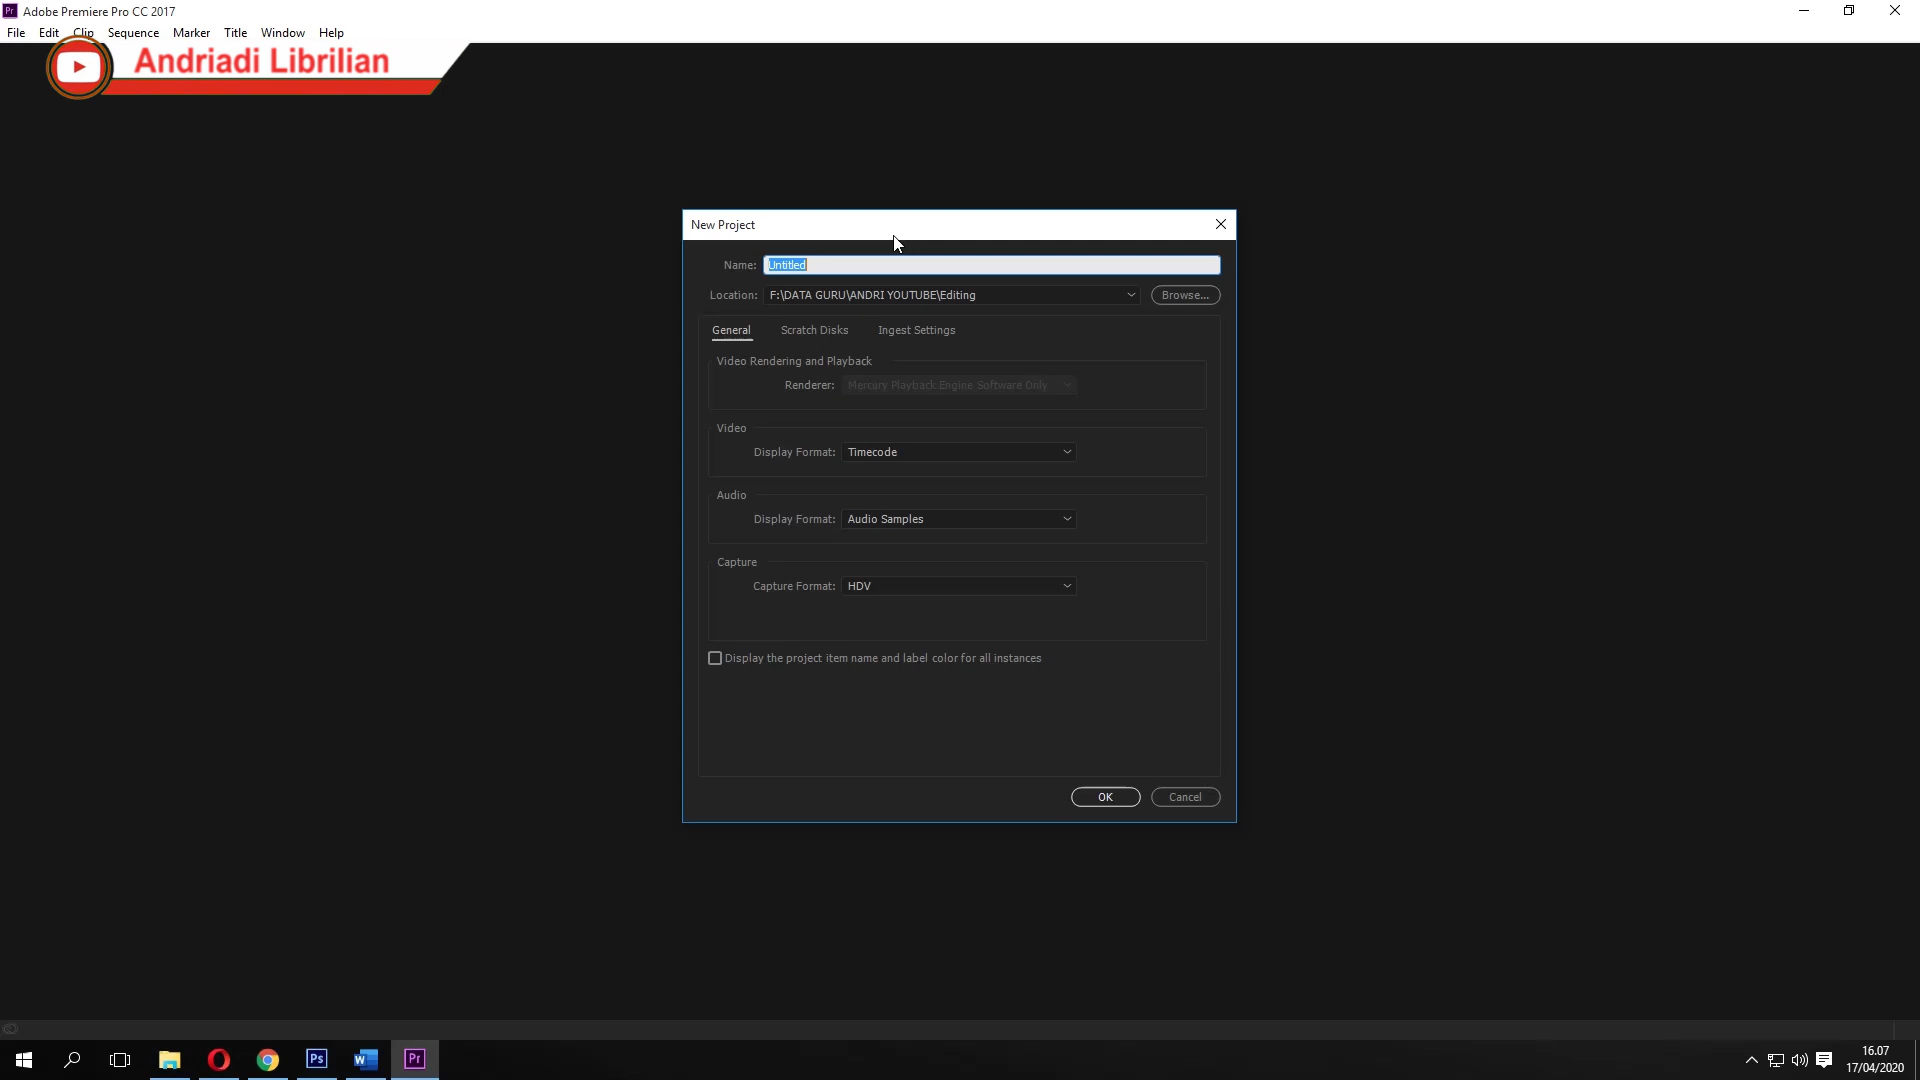 Pr Adobe Premiere Pro CC 2017
File Edit Clip Sequence Marker Title Window Help
Andriadi Librilian
New Project
Name: Untitled
Location: F:\DATA GURU\ANDRI YOUTUBE\Editing Browse...
General Scratch Disks Ingest Settings
Video Rendering and Playback
Renderer: Mercury Playback Engine Software Only
Video
Display Format: Timecode
Audio
Display Format: Audio Samples
Capture
Capture Format: HDV
Display the project item name and label color for all instances
OK Cancel
Ps W Pr
16.07
17/04/2020